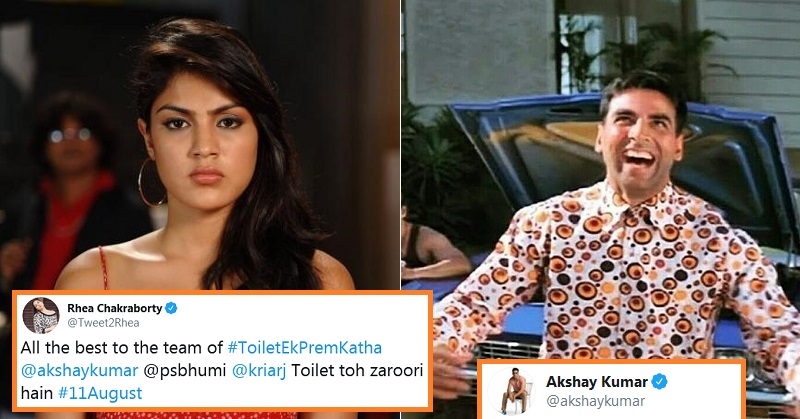 Rhea Chakraborty
@Tweet2Rhea
All the best to the team of #ToiletEkPremKatha
@akshaykumar @psbhumi @kriarj Toilet toh zaroori
hain #11August
Akshay Kumar
@akshaykumar